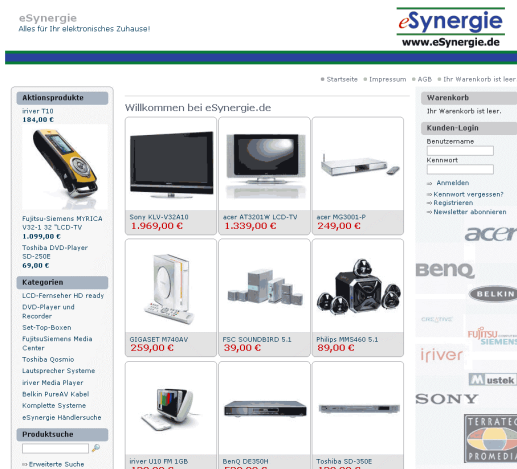 eSynergie
Alles für Ihr elektronisches Zuhause!
eSynergie
www.eSynergie.de
Startseite Impressum AGB Ihr Warenkorb ist leer.
Aktionsprodukte
iriver T10
184,00 €
Fujitsu-Siemens MYRICA
V32-1 32 "LCD-TV
1.099,00 €
Toshiba DVD-Player
SD-250E
69,00 €
Kategorien
LCD-Fernseher HD ready
DVD-Player und
Recorder
Set-Top-Boxen
FujitsuSiemens Media
Center
Toshiba Qosmio
Lautsprecher Systeme
iriver Media Player
Belkin PureAV Kabel
Komplette Systeme
eSynergie Händlersuche
Produktsuche
Erweiterte Suche
Willkommen bei eSynergie.de
Sony KLV-V32A10
1.969,00 €
acer AT3201W LCD-TV
1.339,00 €
acer MG3001-P
249,00 €
GIGASET M740AV
259,00 €
FSC SOUNDBIRD 5.1
39,00 €
Philips MMS460 5.1
89,00 €
iriver U10 FM 1GB
BenQ DE350H
Toshiba SD-350E
Warenkorb
Ihr Warenkorb ist leer.
Kunden-Login
Benutzername
Kennwort
Anmelden
Kennwort vergessen?
Registrieren
Newsletter abonnieren
acer
BenQ
BELKIN
CREATIVE
FUJITSU
SIEMENS
iriver
Mustek
SONY
TERRATEC
PROMEDIA